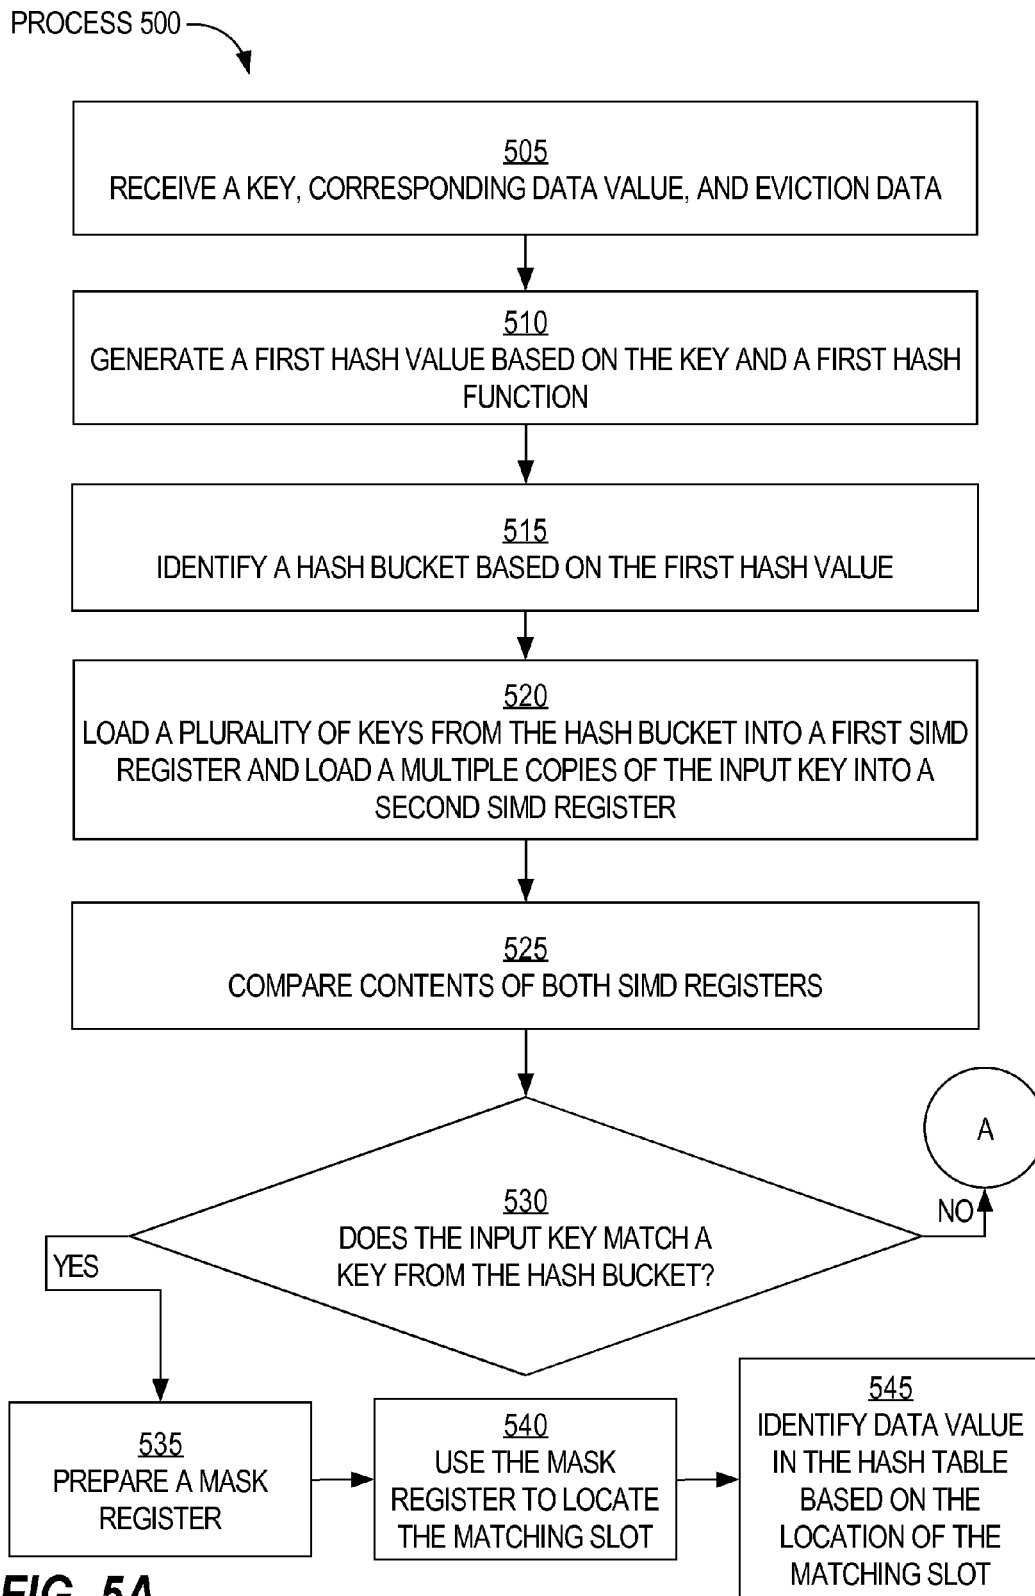 PROCESS 500
505
RECEIVE A KEY, CORRESPONDING DATA VALUE, AND EVICTION DATA
510
GENERATE A FIRST HASH VALUE BASED ON THE KEY AND A FIRST HASH
FUNCTION
515
IDENTIFY A HASH BUCKET BASED ON THE FIRST HASH VALUE
520
LOAD A PLURALITY OF KEYS FROM THE HASH BUCKET INTO A FIRST SIMD
REGISTER AND LOAD A MULTIPLE COPIES OF THE INPUT KEY INTO A
SECOND SIMD REGISTER
525
COMPARE CONTENTS OF BOTH SIMD REGISTERS
A
530
DOES THE INPUT KEY MATCH A
KEY FROM THE HASH BUCKET?
NO
YES
535
PREPARE A MASK
REGISTER
540
USE THE MASK
REGISTER TO LOCATE
THE MATCHING SLOT
545
IDENTIFY DATA VALUE
IN THE HASH TABLE
BASED ON THE
LOCATION OF THE
MATCHING SLOT
FIG. 5A